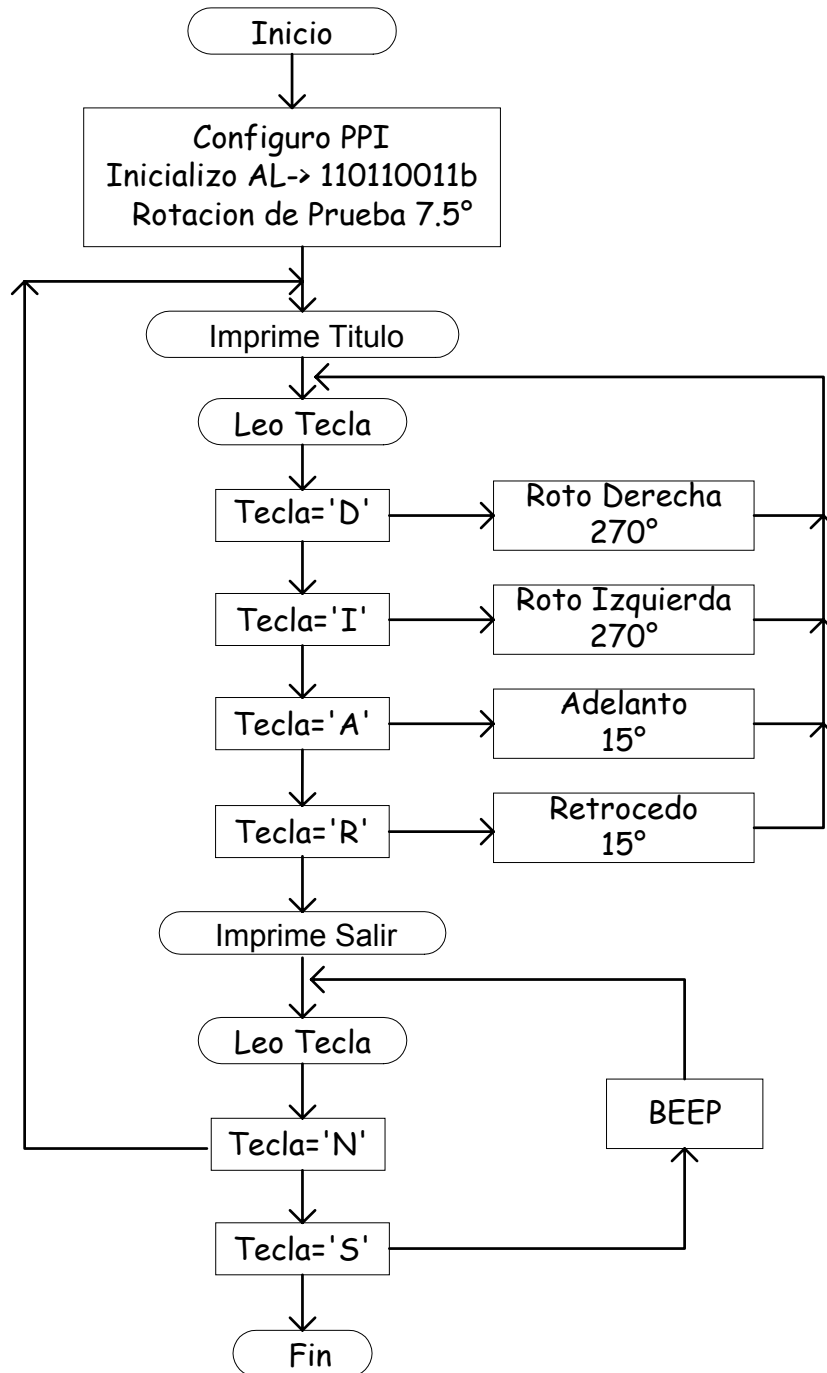 Inicio
Configuro PPI
Inicializo AL-> 110110011b
Rotacion de Prueba 7.5°
Imprime Titulo
Leo Tecla
Tecla='D'
Roto Derecha
270°
Tecla='I'
Roto Izquierda
270°
Tecla='A'
Adelanto
15°
Tecla='R'
Retrocedo
15°
Imprime Salir
Leo Tecla
BEEP
Tecla='N'
Tecla='S'
Fin